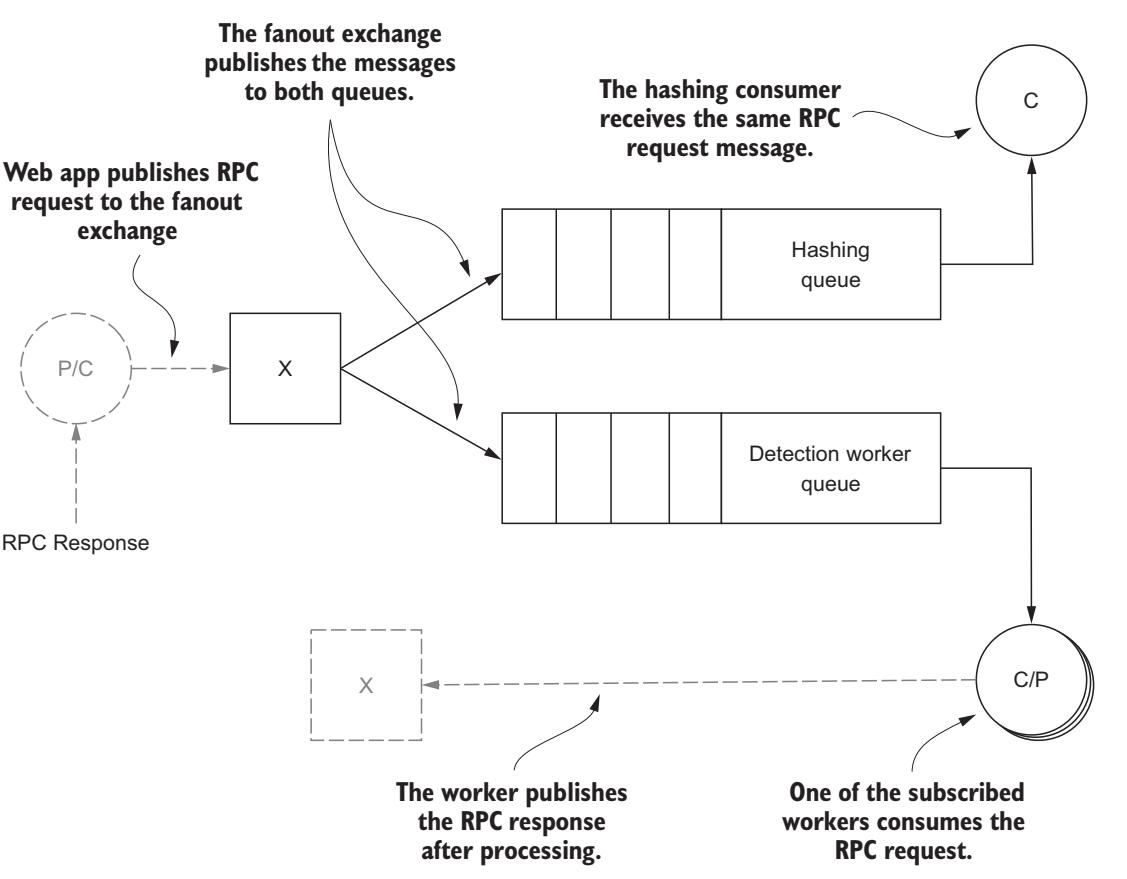 The fanout exchange
publishes the messages
to both queues.
The hashing consumer
receives the same RPC
request message.
C
Web app publishes RPC
request to the fanout
exchange
Hashing
queue
P/C
X
Detection worker
queue
RPC Response
X
C/P
The worker publishes
the RPC response
after processing.
One of the subscribed
workers consumes the
RPC request.